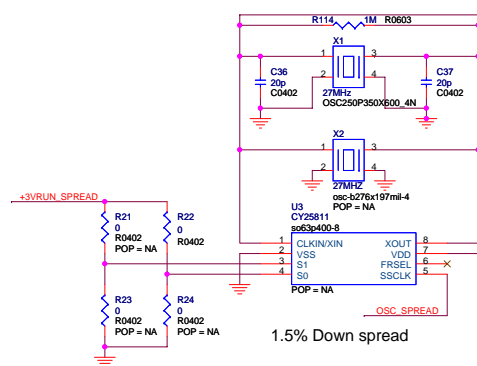 R114 1M R0603
X1
1 3
2 4
C36
20p
C0402
C37
20p
C0402
27MHz
OSC250P350X600_4N
X2
1 3
2 4
27MHZ
osc-b276x197mil-4
POP = NA
+3VRUN_SPREAD
R21
0
R0402
POP = NA
R22
0
R0402
U3
CY25811
so63p400-8
1 CLKIN/XIN XOUT 8
2 VSS VDD 7
3 S1 FRSEL 6
4 S0 SSCLK 5
POP = NA
R23
0
R0402
POP = NA
R24
0
R0402
POP = NA
OSC_SPREAD
1.5% Down spread